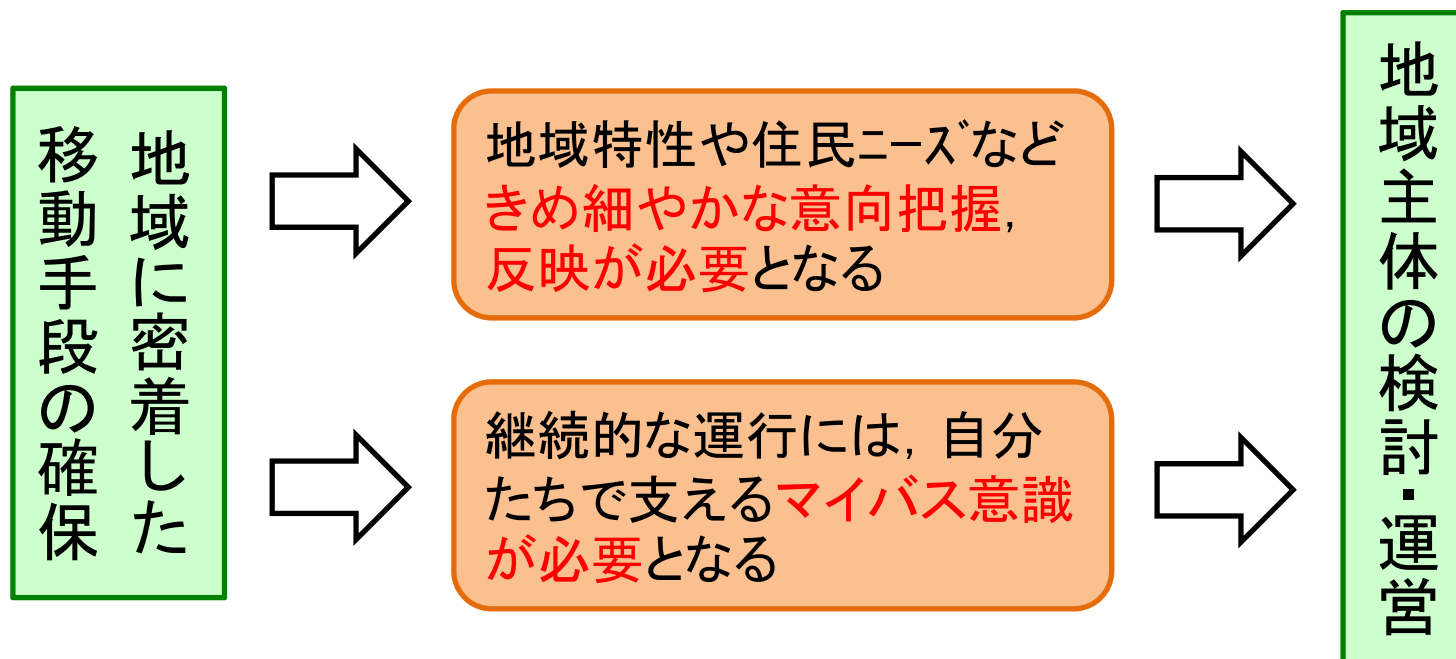 地域に密着した
移動手段の確保
地域特性や住民ﾆｰｽﾞなど
きめ細やかな意向把握，
反映が必要となる
継続的な運行には，自分
たちで支えるマイバス意識
が必要となる
地域主体の検討・運営